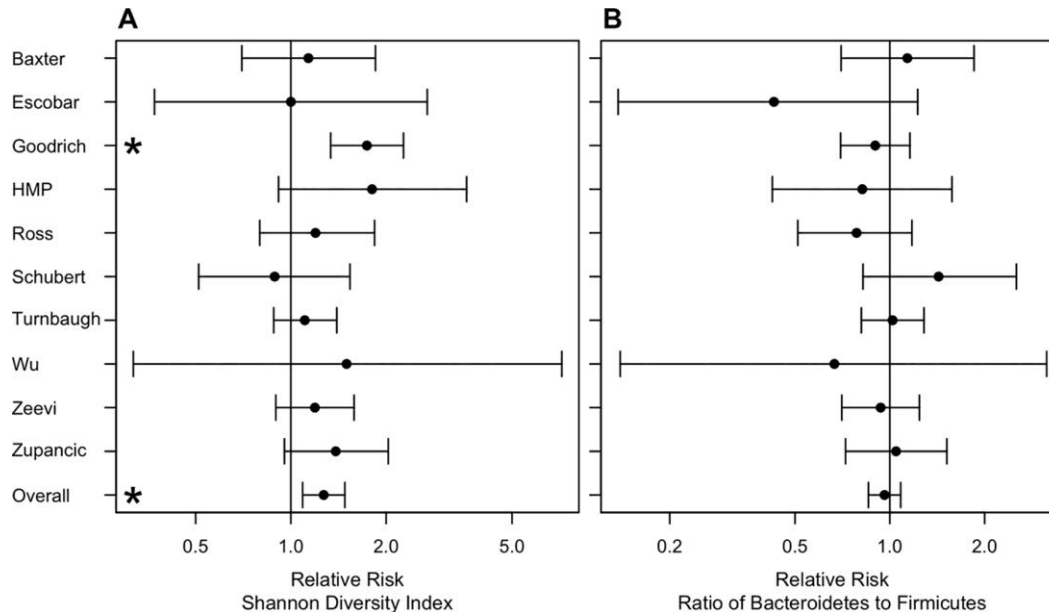 A B
Baxter
Escobar
Goodrich *
HMP
Ross
Schubert
Turnbaugh
Wu
Zeevi
Zupancic
Overall *
0.5 1.0 2.0 5.0 0.2 0.5 1.0 2.0
Relative Risk Relative Risk
Shannon Diversity Index Ratio of Bacteroidetes to Firmicutes